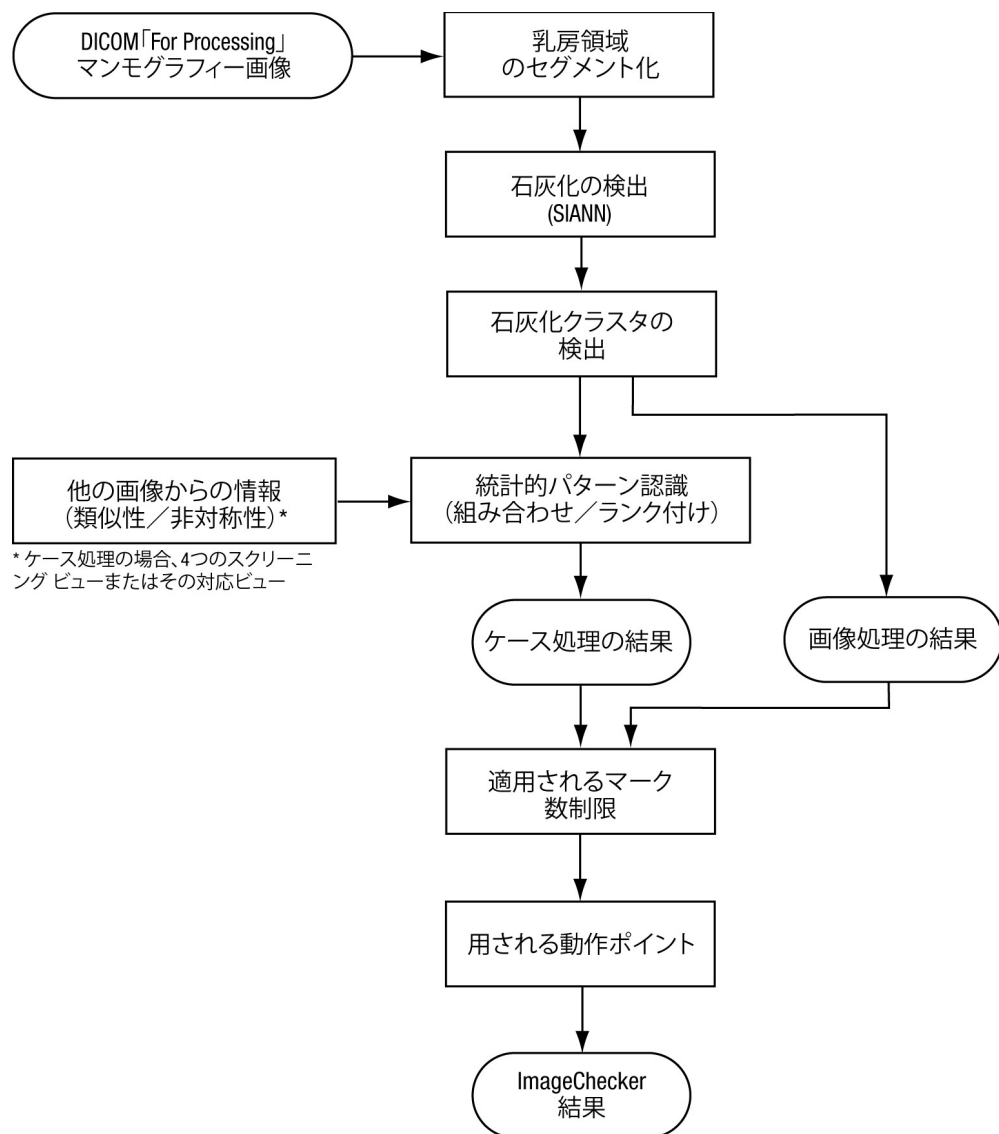 DICOM「For Processing」
マンモグラフィー画像
乳房領域
のセグメント化
石灰化の検出
(SIANN)
石灰化クラスタの
検出
他の画像からの情報
（類似性／非対称性）*
* ケース処理の場合、4つのスクリーニ
ング ビューまたはその対応ビュー
統計的パターン認識
（組み合わせ／ランク付け）
ケース処理の結果
画像処理の結果
適用されるマーク
数制限
用される動作ポイント
ImageChecker
結果